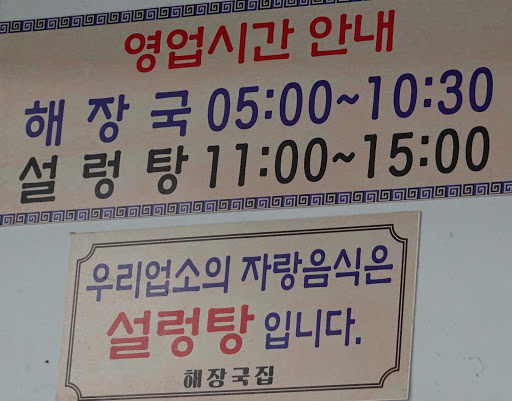 영업시간 안내
해장국 05:00~10:30
설렁탕 11:00~15:00
우리업소의 자랑음식은
설렁탕 입니다.
해장국집